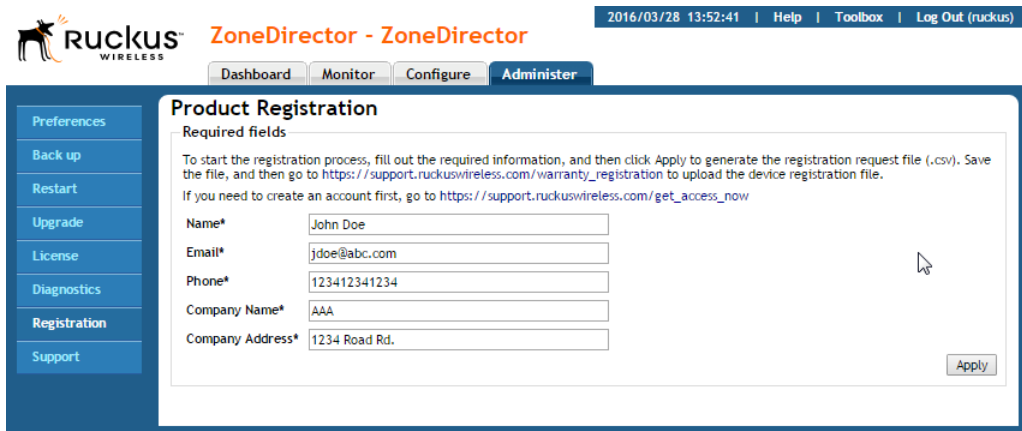 2016/03/28 13:52:41 | Help | Toolbox | Log Out (ruckus)
RUCKUS™
WIRELESS
ZoneDirector - ZoneDirector
Dashboard Monitor Configure Administer
Preferences
Back up
Restart
Upgrade
License
Diagnostics
Registration
Support
Product Registration
Required fields
To start the registration process, fill out the required information, and then click Apply to generate the registration request file (.csv). Save
the file, and then go to https://support.ruckuswireless.com/warranty_registration to upload the device registration file.
If you need to create an account first, go to https://support.ruckuswireless.com/get_access_now
Name* John Doe
Email* jdoe@abc.com
Phone* 123412341234
Company Name* AAA
Company Address* 1234 Road Rd.
Apply